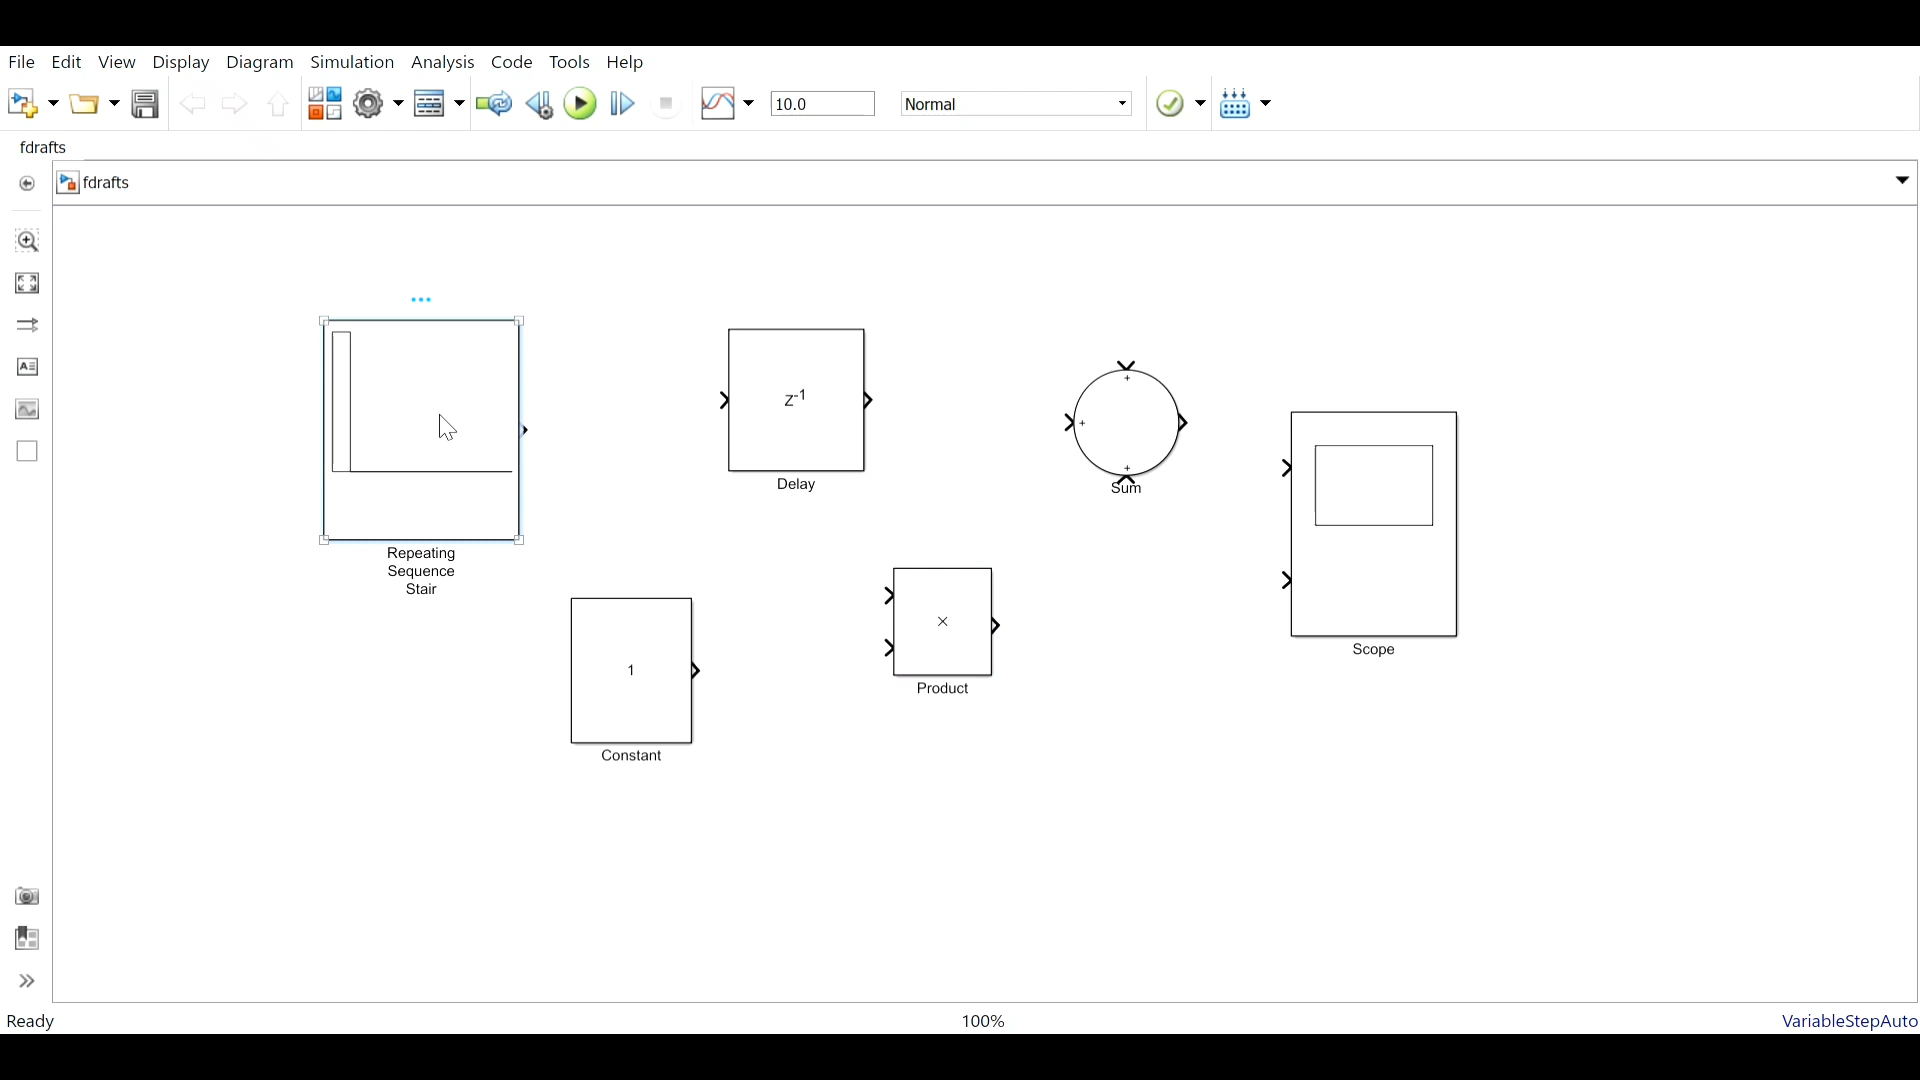 File Edit View Display Diagram Simulation Analysis Code Tools Help
10.0 Normal
fdrafts
fdrafts
Z-1
Delay
+
+
+
Sum
Repeating
Sequence
Stair
1
Constant
×
Product
Scope
Ready 100% VariableStepAuto